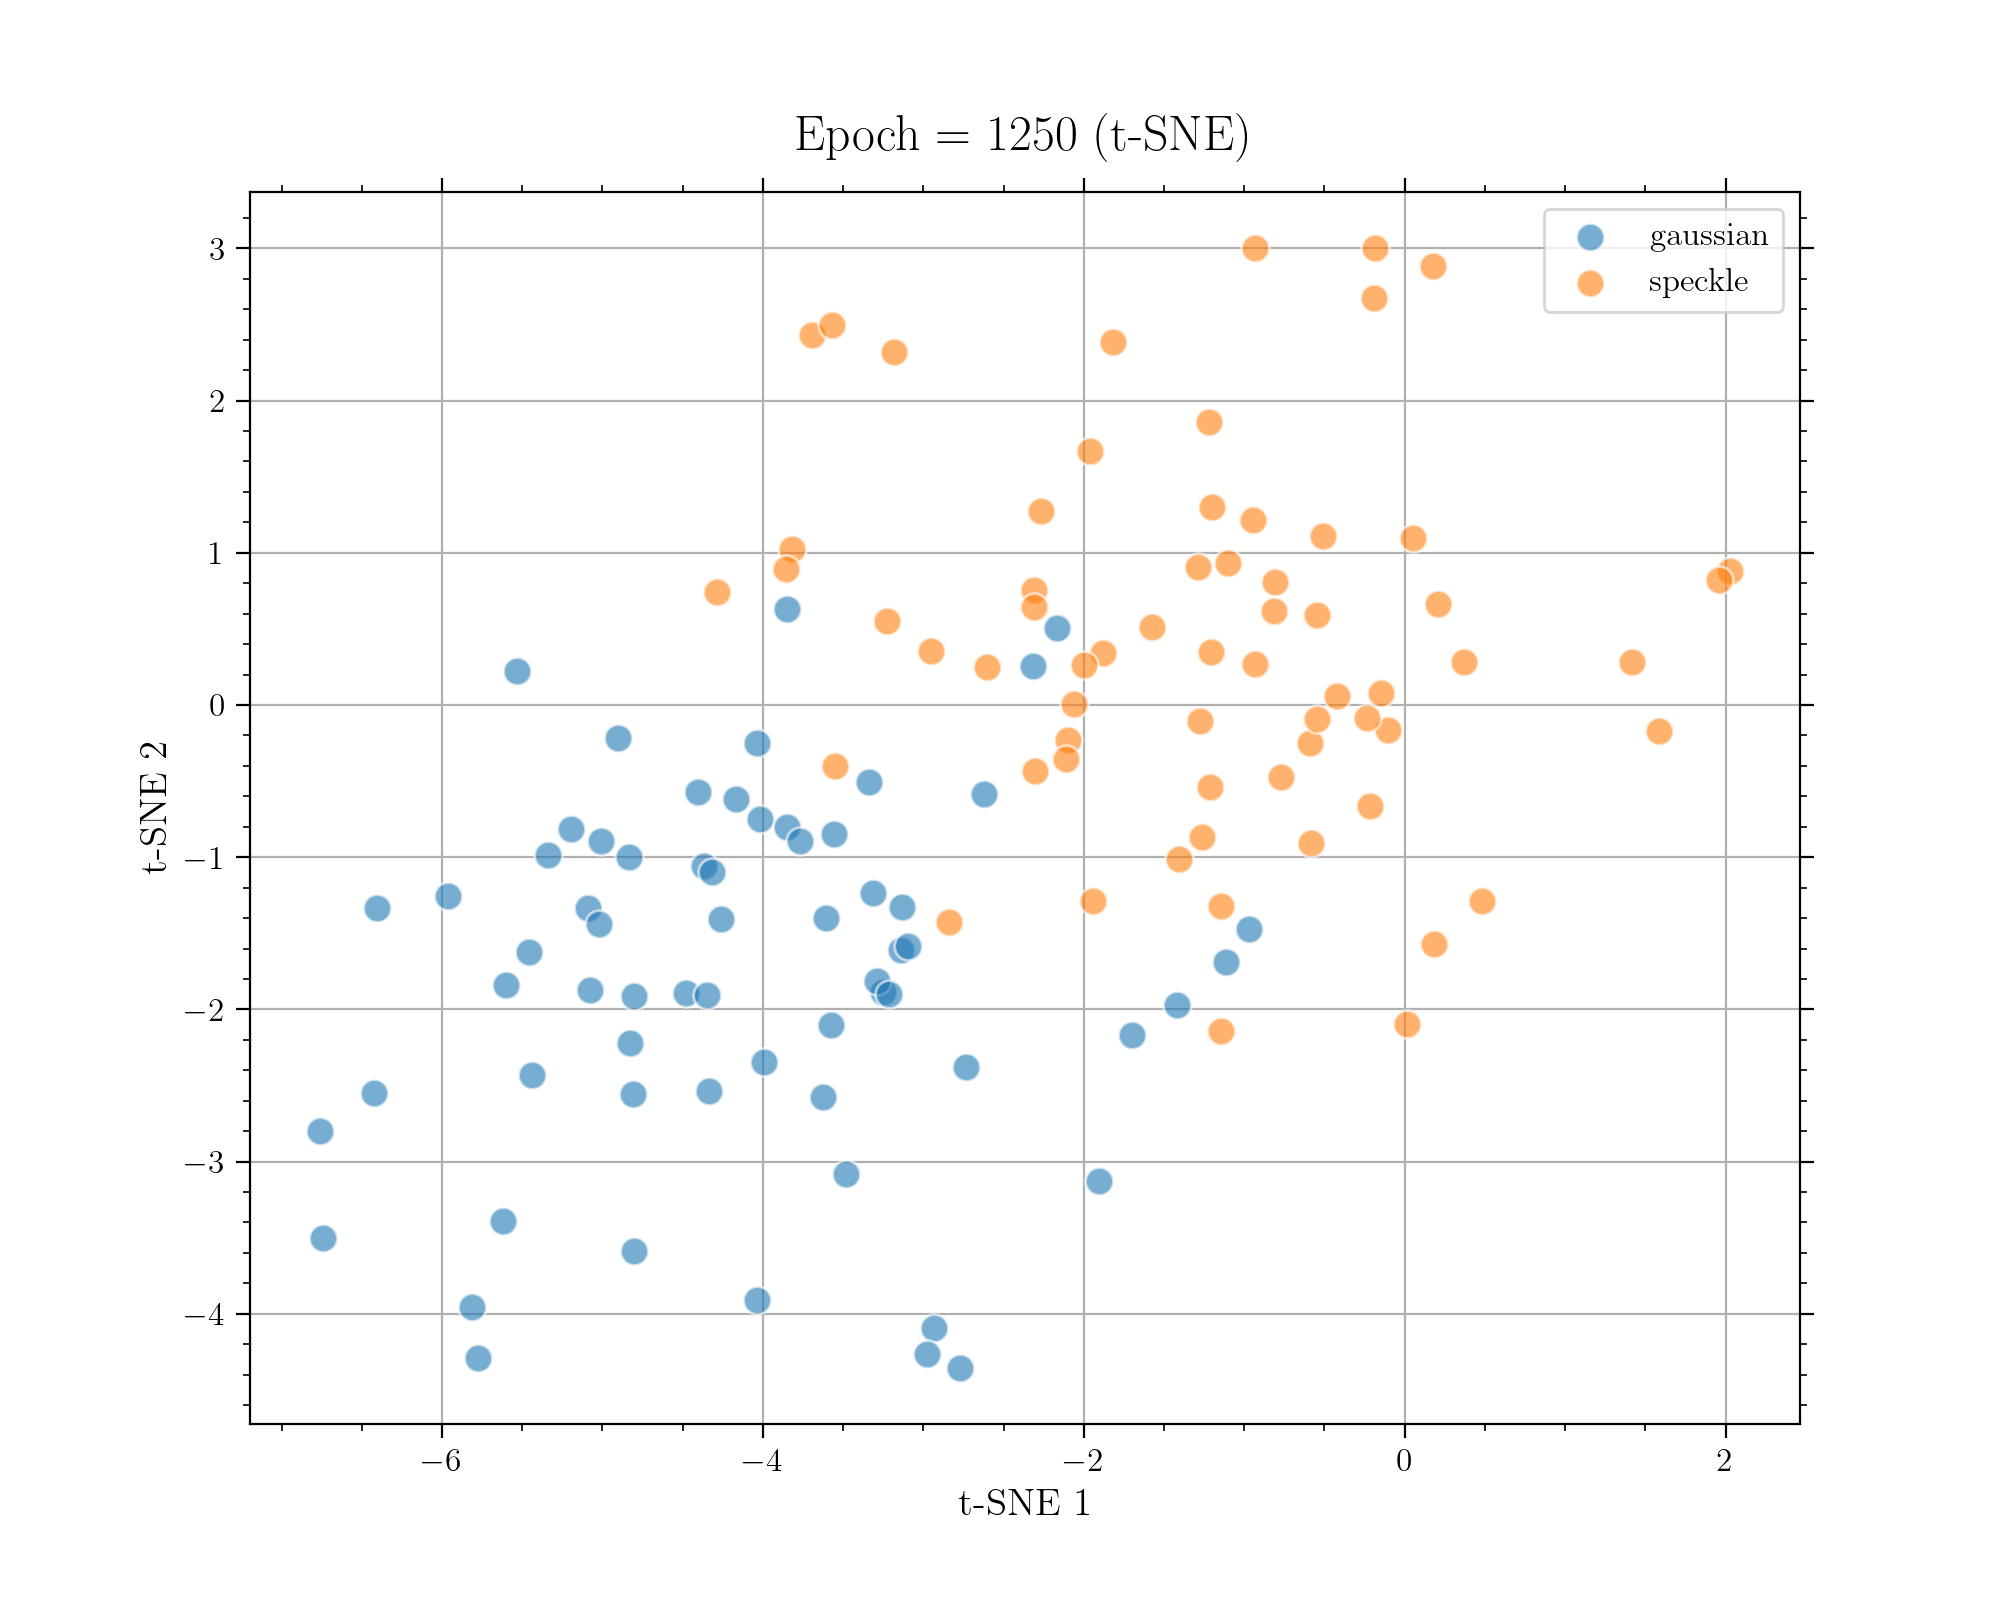 Epoch = 1250 (t-SNE)
gaussian
speckle
3
2
1
0
−1
−2
−3
−4
t-SNE 2
−6
−4
−2
0
2
t-SNE 1